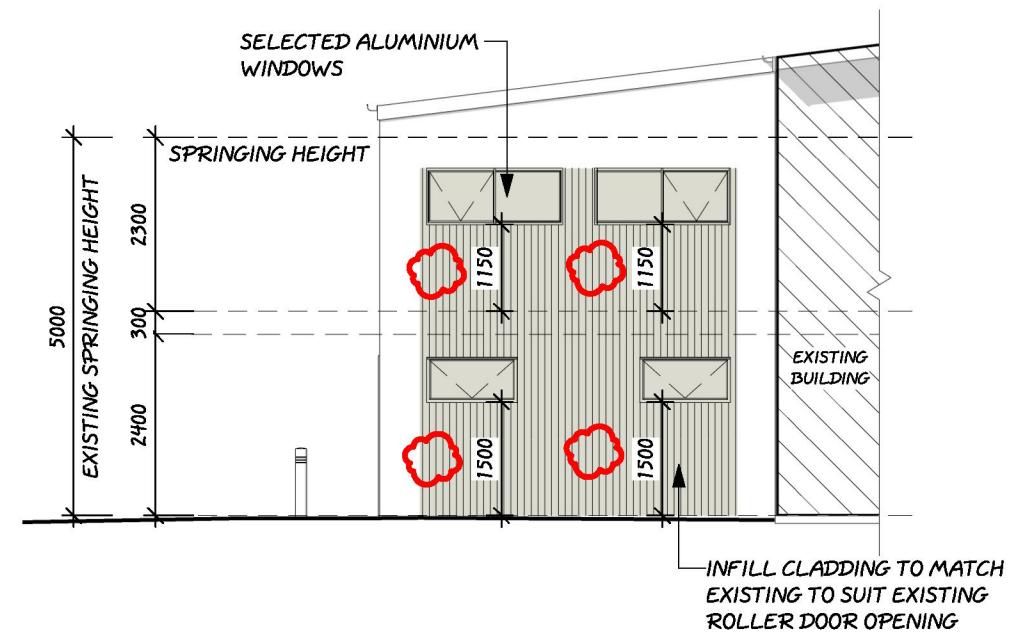 SELECTED ALUMINIUM
WINDOWS
SPRINGING HEIGHT
5000
EXISTING SPRINGING HEIGHT
2300
300
2400
1150
1150
1500
1500
EXISTING
BUILDING
INFILL CLADDING TO MATCH
EXISTING TO SUIT EXISTING
ROLLER DOOR OPENING